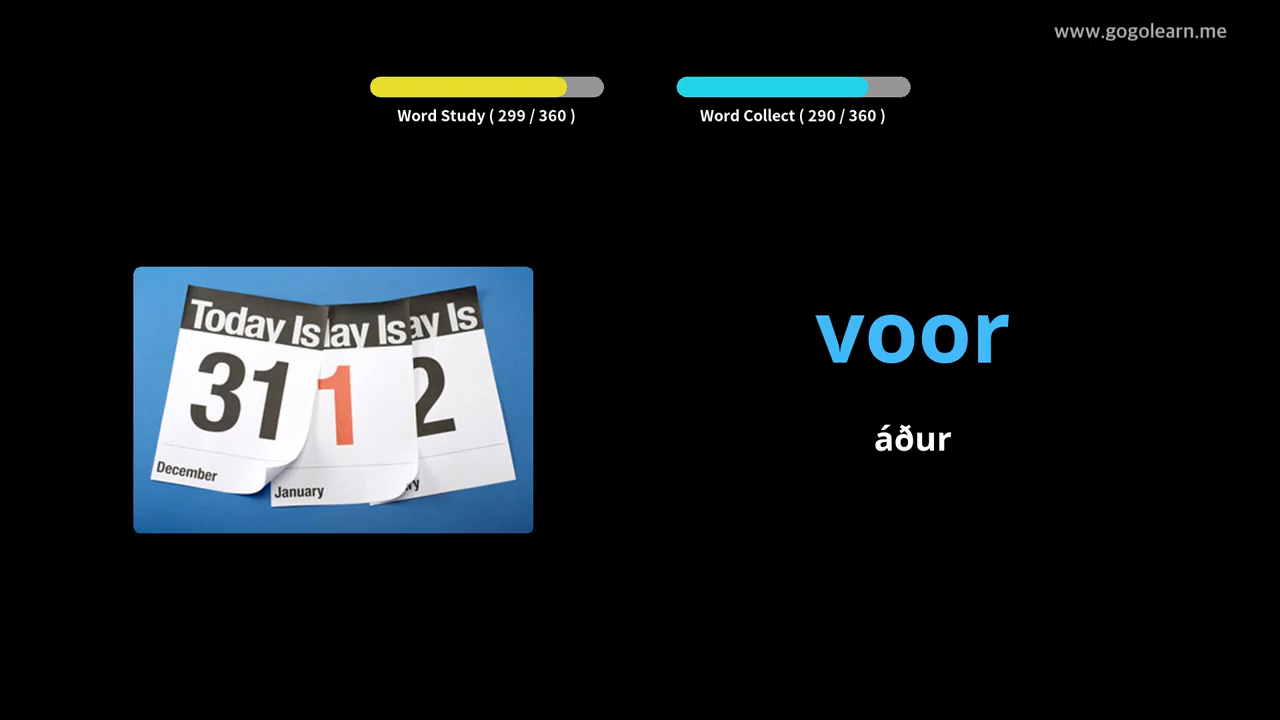 www.gogolearn.me
Word Study ( 299 / 360 )
Word Collect ( 290 / 360 )
Today Is
ay Is
ay Is
31
1
2
December
January
ry
voor
áður